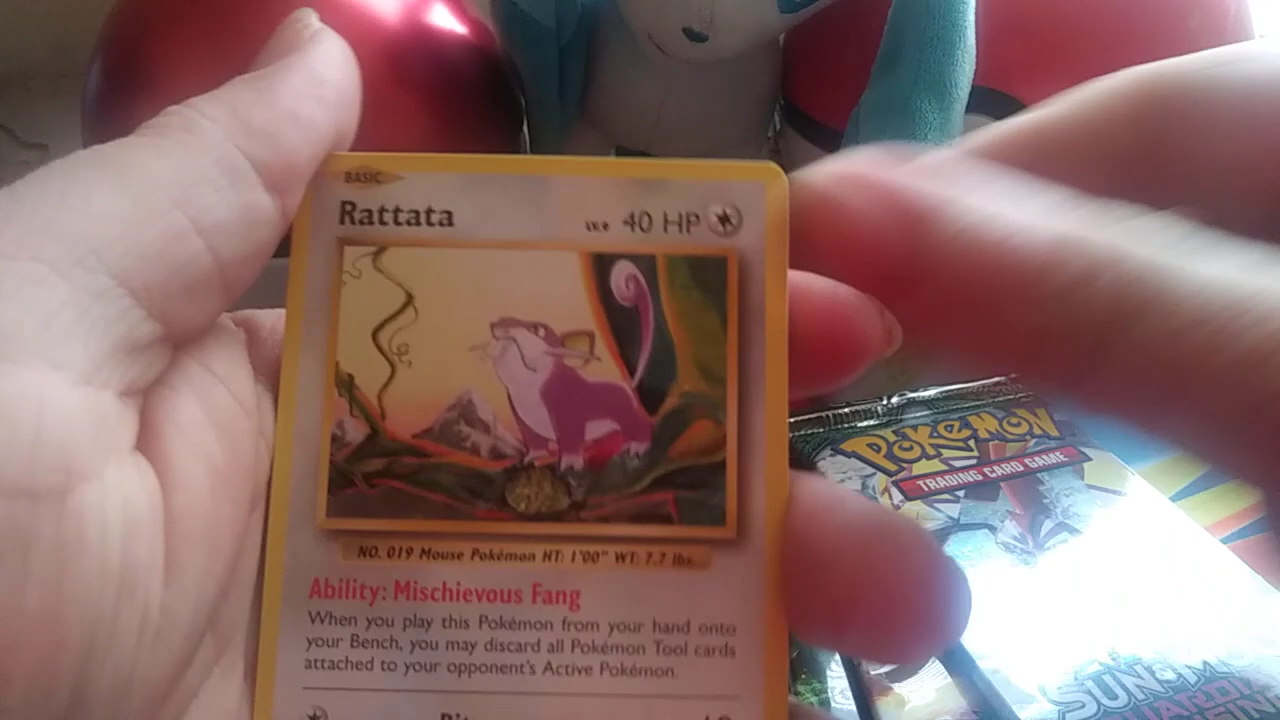 BASIC
Rattata LV.9 40 HP
NO. 019 Mouse Pokémon HT: 1'00" WT: 7.7 lbs.
Ability: Mischievous Fang
When you play this Pokémon from your hand onto
your Bench, you may discard all Pokémon Tool cards
attached to your opponent's Active Pokémon.
POKéMON
TRADING CARD GAME
SUN & M